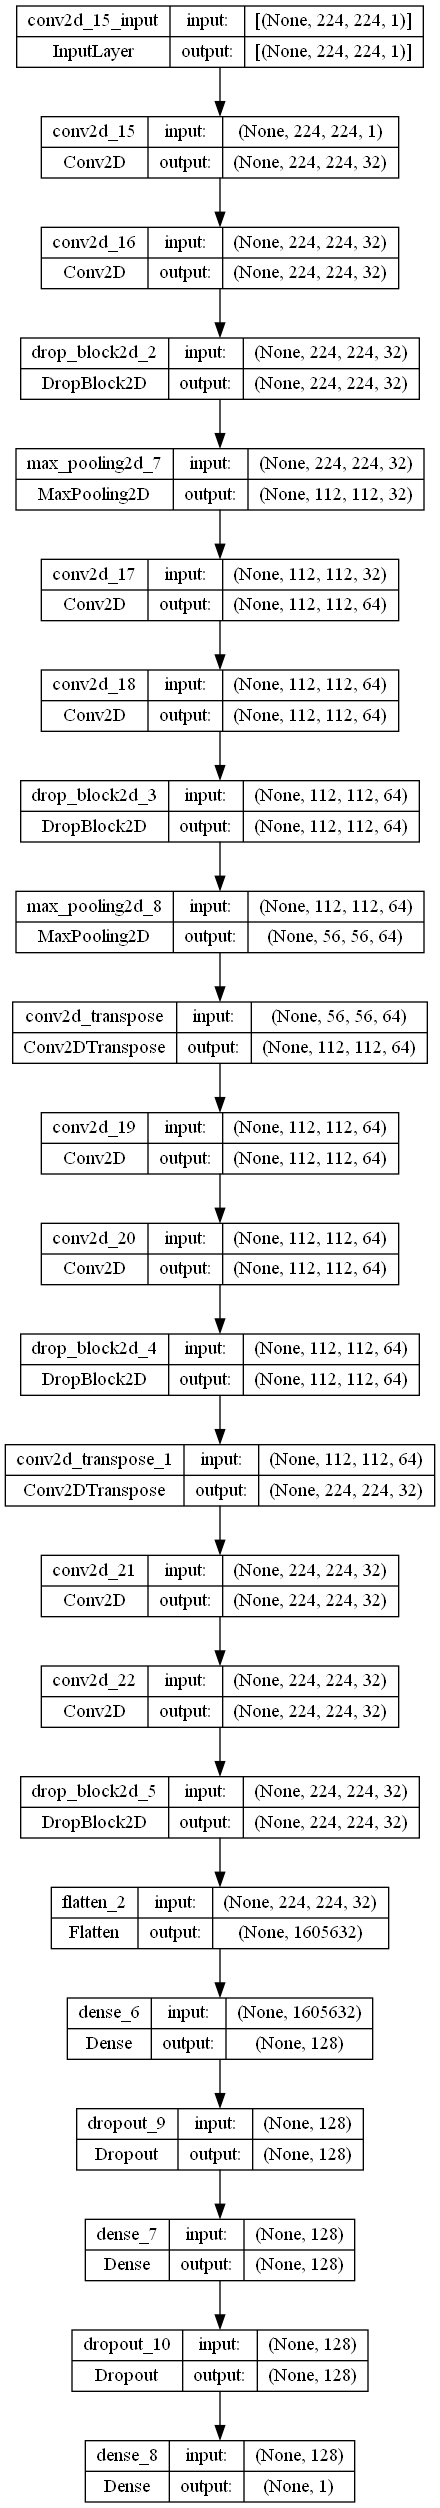 conv2d_15_input input: [(None, 224, 224, 1)]
InputLayer output: [(None, 224, 224, 1)]
conv2d_15 input: (None, 224, 224, 1)
Conv2D output: (None, 224, 224, 32)
conv2d_16 input: (None, 224, 224, 32)
Conv2D output: (None, 224, 224, 32)
drop_block2d_2 input: (None, 224, 224, 32)
DropBlock2D output: (None, 224, 224, 32)
max_pooling2d_7 input: (None, 224, 224, 32)
MaxPooling2D output: (None, 112, 112, 32)
conv2d_17 input: (None, 112, 112, 32)
Conv2D output: (None, 112, 112, 64)
conv2d_18 input: (None, 112, 112, 64)
Conv2D output: (None, 112, 112, 64)
drop_block2d_3 input: (None, 112, 112, 64)
DropBlock2D output: (None, 112, 112, 64)
max_pooling2d_8 input: (None, 112, 112, 64)
MaxPooling2D output: (None, 56, 56, 64)
conv2d_transpose input: (None, 56, 56, 64)
Conv2DTranspose output: (None, 112, 112, 64)
conv2d_19 input: (None, 112, 112, 64)
Conv2D output: (None, 112, 112, 64)
conv2d_20 input: (None, 112, 112, 64)
Conv2D output: (None, 112, 112, 64)
drop_block2d_4 input: (None, 112, 112, 64)
DropBlock2D output: (None, 112, 112, 64)
conv2d_transpose_1 input: (None, 112, 112, 64)
Conv2DTranspose output: (None, 224, 224, 32)
conv2d_21 input: (None, 224, 224, 32)
Conv2D output: (None, 224, 224, 32)
conv2d_22 input: (None, 224, 224, 32)
Conv2D output: (None, 224, 224, 32)
drop_block2d_5 input: (None, 224, 224, 32)
DropBlock2D output: (None, 224, 224, 32)
flatten_2 input: (None, 224, 224, 32)
Flatten output: (None, 1605632)
dense_6 input: (None, 1605632)
Dense output: (None, 128)
dropout_9 input: (None, 128)
Dropout output: (None, 128)
dense_7 input: (None, 128)
Dense output: (None, 128)
dropout_10 input: (None, 128)
Dropout output: (None, 128)
dense_8 input: (None, 128)
Dense output: (None, 1)